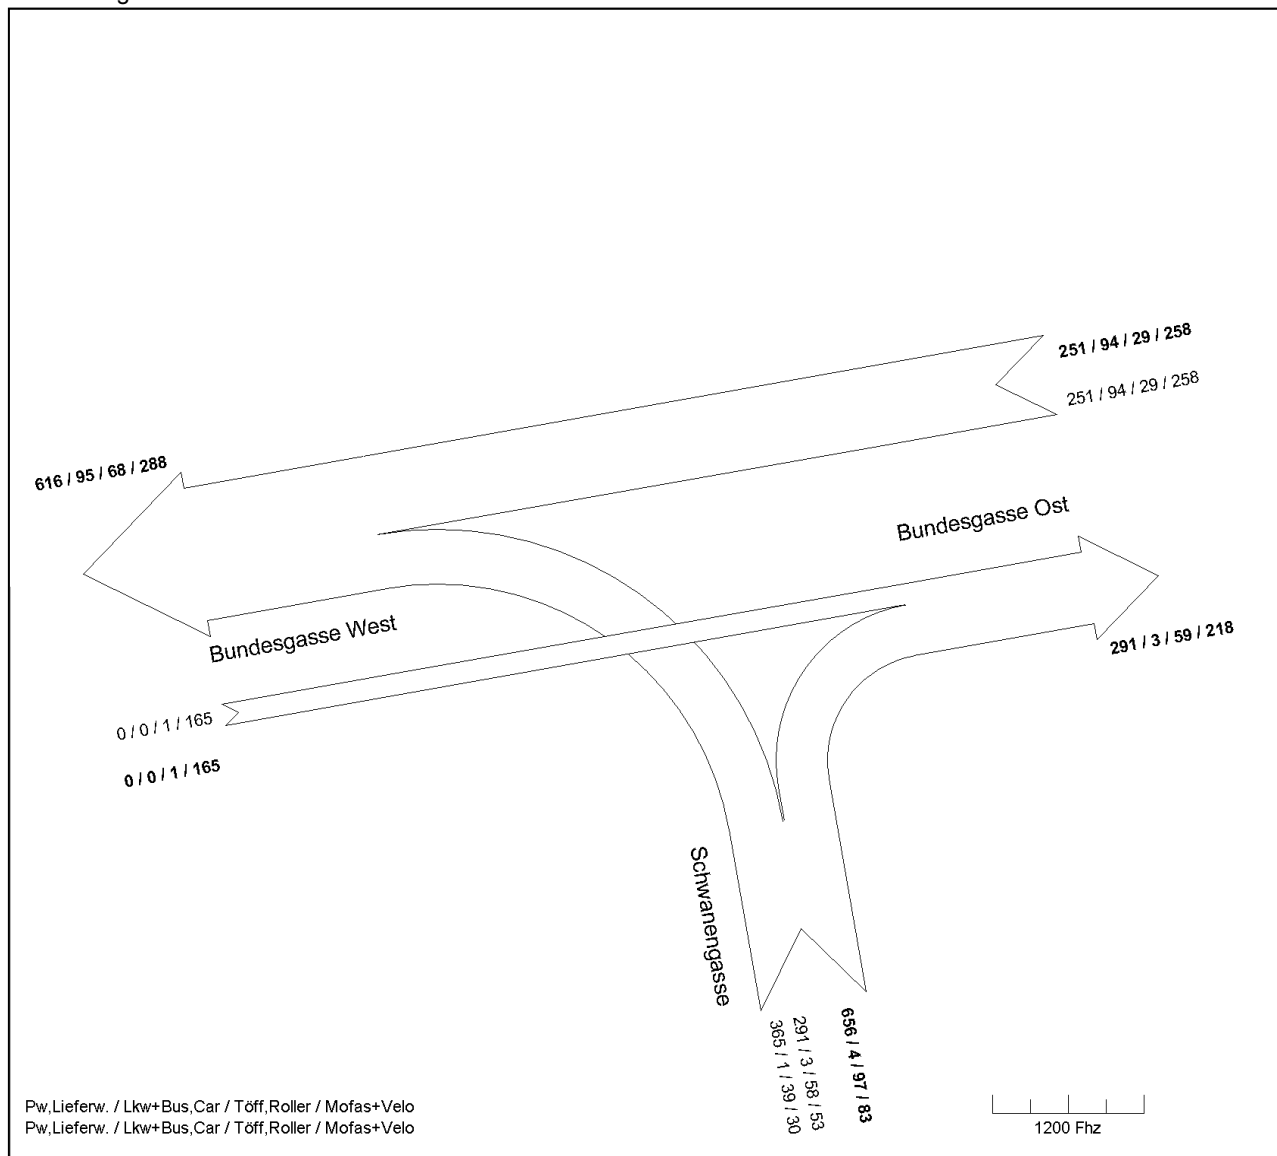 251 / 94 / 29 / 258
251 / 94 / 29 / 258
616 / 95 / 68 / 288
Bundesgasse Ost
Bundesgasse West
291 / 3 / 59 / 218
0 / 0 / 1 / 165
0 / 0 / 1 / 165
Schwanengasse
656 / 4 / 97 / 83
291 / 3 / 58 / 53
365 / 1 / 39 / 30
Pw,Lieferw. / Lkw+Bus,Car / Töff,Roller / Mofas+Velo
Pw,Lieferw. / Lkw+Bus,Car / Töff,Roller / Mofas+Velo
1200 Fhz